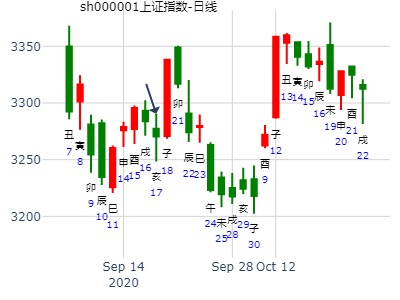 sh000001上证指数-日线
3350
3300
3250
3200
丑
7
寅
8
卯
9
辰
10
巳
11
申
14
酉
15
戌
16
亥
17
子
18
卯
21
辰
22
巳
23
午
24
未
25
戌
28
亥
29
子
30
酉
9
子
12
丑
13
寅
14
卯
15
辰
16
未
19
申
20
酉
21
戌
22
Sep 14
2020
Sep 28
Oct 12